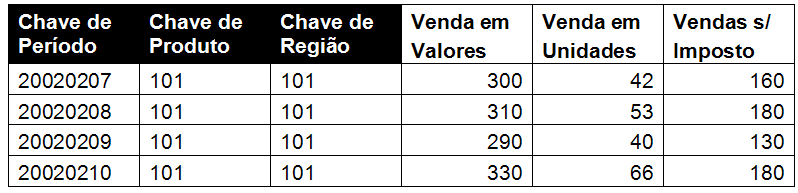 Chave de Período Chave de Produto Chave de Região Venda em Valores Venda em Unidades Vendas s/ Imposto
20020207 101 101 300 42 160
20020208 101 101 310 53 180
20020209 101 101 290 40 130
20020210 101 101 330 66 180